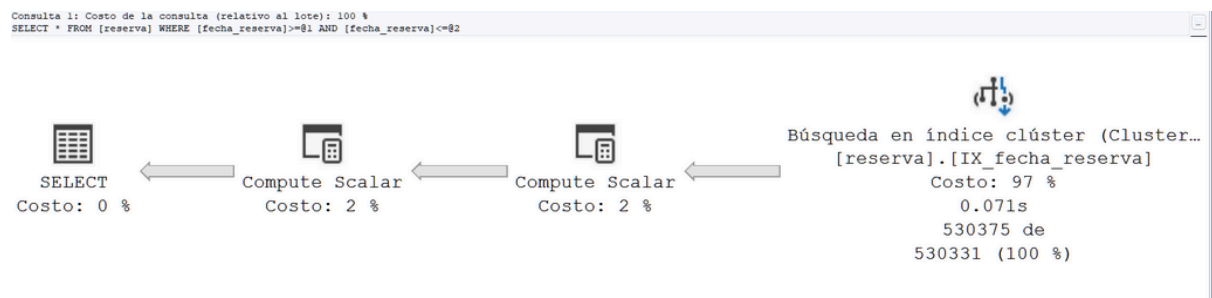 Consulta 1: Costo de la consulta (relativo al lote): 100 %
SELECT * FROM [reserva] WHERE [fecha_reserva]>=@1 AND [fecha_reserva]<=@2
SELECT
Costo: 0 %
Compute Scalar
Costo: 2 %
Compute Scalar
Costo: 2 %
Búsqueda en índice clúster (Cluster…
[reserva].[IX_fecha_reserva]
Costo: 97 %
0.071s
530375 de
530331 (100 %)